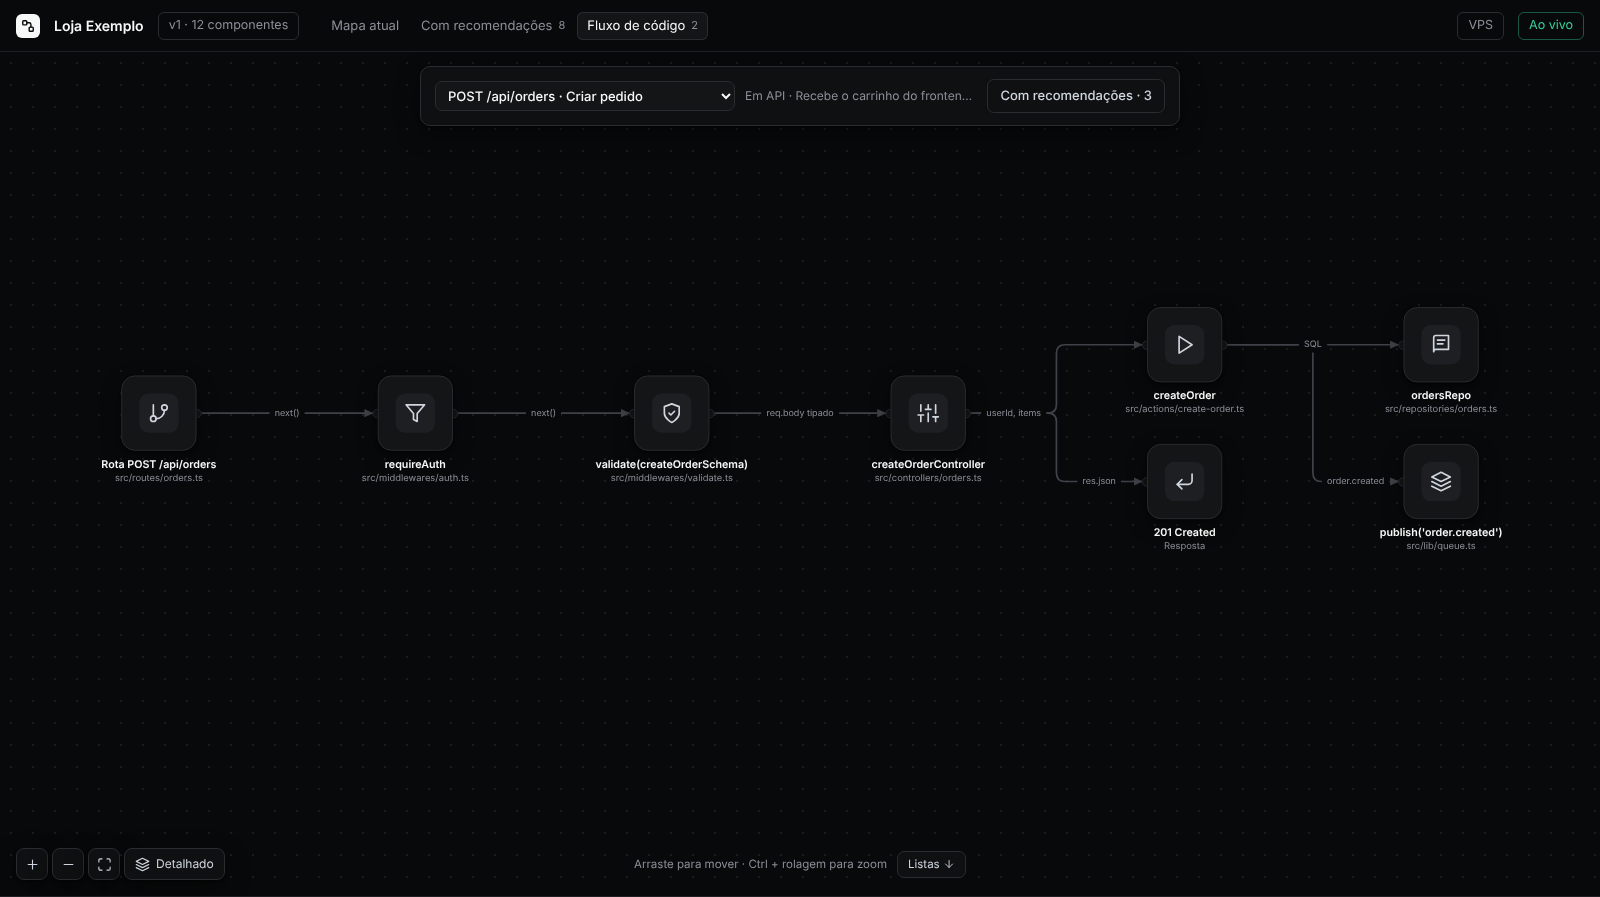 Loja Exemplo
v1 · 12 componentes
Mapa atual
Com recomendações 8
Fluxo de código 2
VPS
Ao vivo
POST /api/orders · Criar pedido
Em API · Recebe o carrinho do fronten...
Com recomendações · 3
Rota POST /api/orders
src/routes/orders.ts
next()
requireAuth
src/middlewares/auth.ts
next()
validate(createOrderSchema)
src/middlewares/validate.ts
req.body tipado
createOrderController
src/controllers/orders.ts
userId, items
createOrder
src/actions/create-order.ts
SQL
ordersRepo
src/repositories/orders.ts
res.json
201 Created
Resposta
order.created
publish('order.created')
src/lib/queue.ts
Detalhado
Arraste para mover · Ctrl + rolagem para zoom
Listas ↓